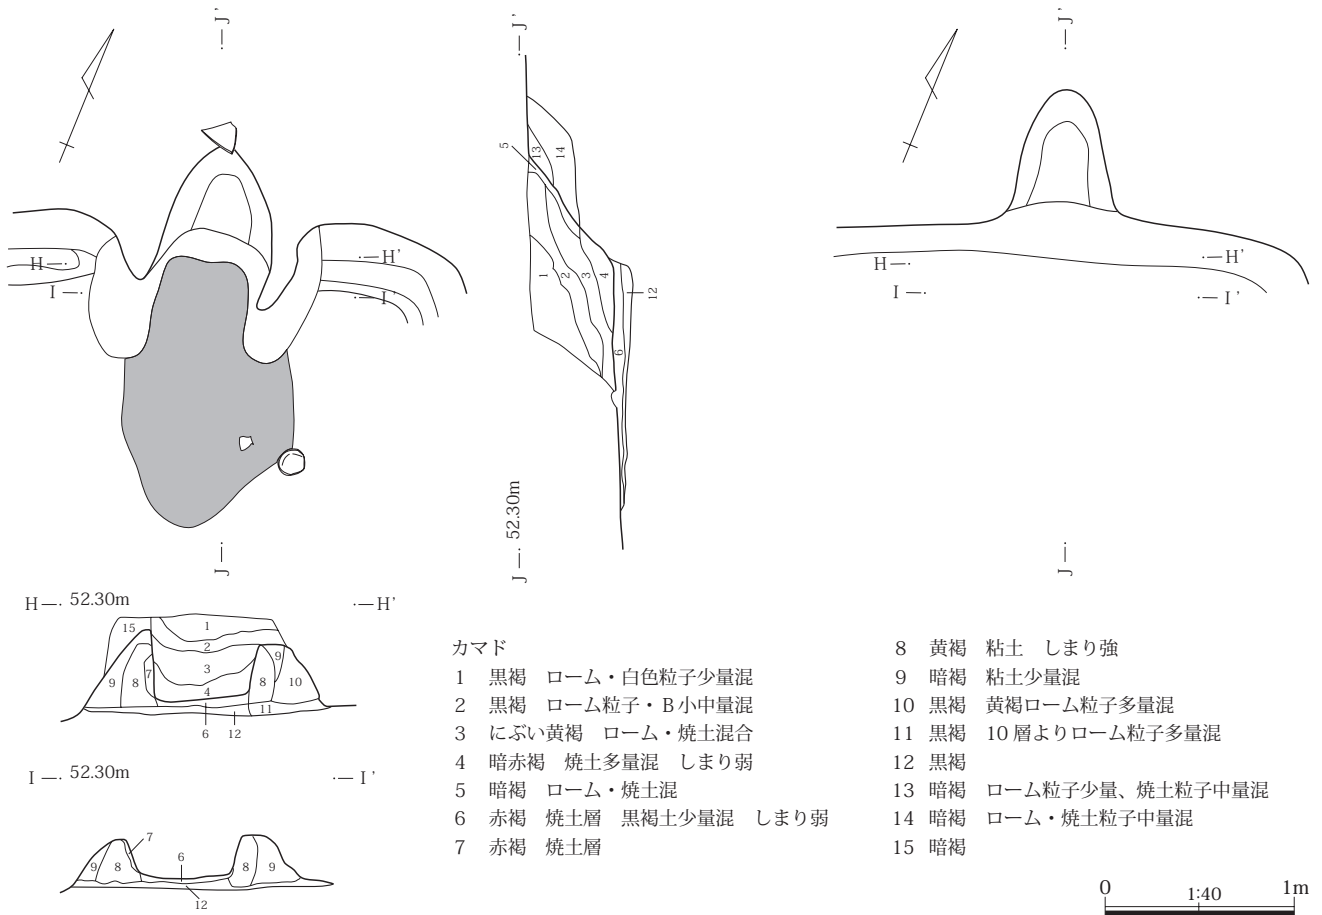 J’
J’
J’
H
H’
I
I’
J
5
13
14
1
2
3
4
12
6
J 52.30m
H
H’
I
I’
J
H 52.30m H’
15
1
2
9
3
7
9
8
4
8
10
11
6
12
I 52.30m I’
7
6
9
8
8
9
12
カマド
1 黒褐 ローム・白色粒子少量混
2 黒褐 ローム粒子・B小中量混
3 にぶい黄褐 ローム・焼土混合
4 暗赤褐 焼土多量混 しまり弱
5 暗褐 ローム・焼土混
6 赤褐 焼土層 黒褐土少量混 しまり弱
7 赤褐 焼土層
8 黄褐 粘土 しまり強
9 暗褐 粘土少量混
10 黒褐 黄褐ローム粒子多量混
11 黒褐 10層よりローム粒子多量混
12 黒褐
13 暗褐 ローム粒子少量、焼土粒子中量混
14 暗褐 ローム・焼土粒子中量混
15 暗褐
0 1:40 1m